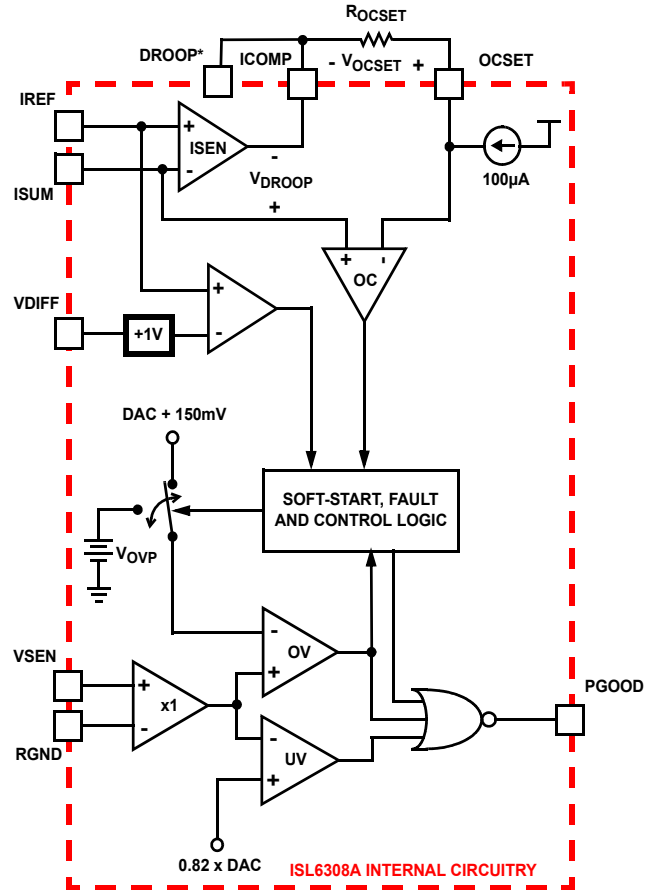 ROCSET
DROOP*
ICOMP
- VOCSET +
OCSET
IREF
+
ISEN
-
-
VDROOP
+
100µA
ISUM
+ -
OC
VDIFF
+1V
+
-
DAC + 150mV
SOFT-START, FAULT
AND CONTROL LOGIC
VOVP
-
OV
+
VSEN
+
x1
-
RGND
-
UV
+
PGOOD
0.82 x DAC
ISL6308A INTERNAL CIRCUITRY